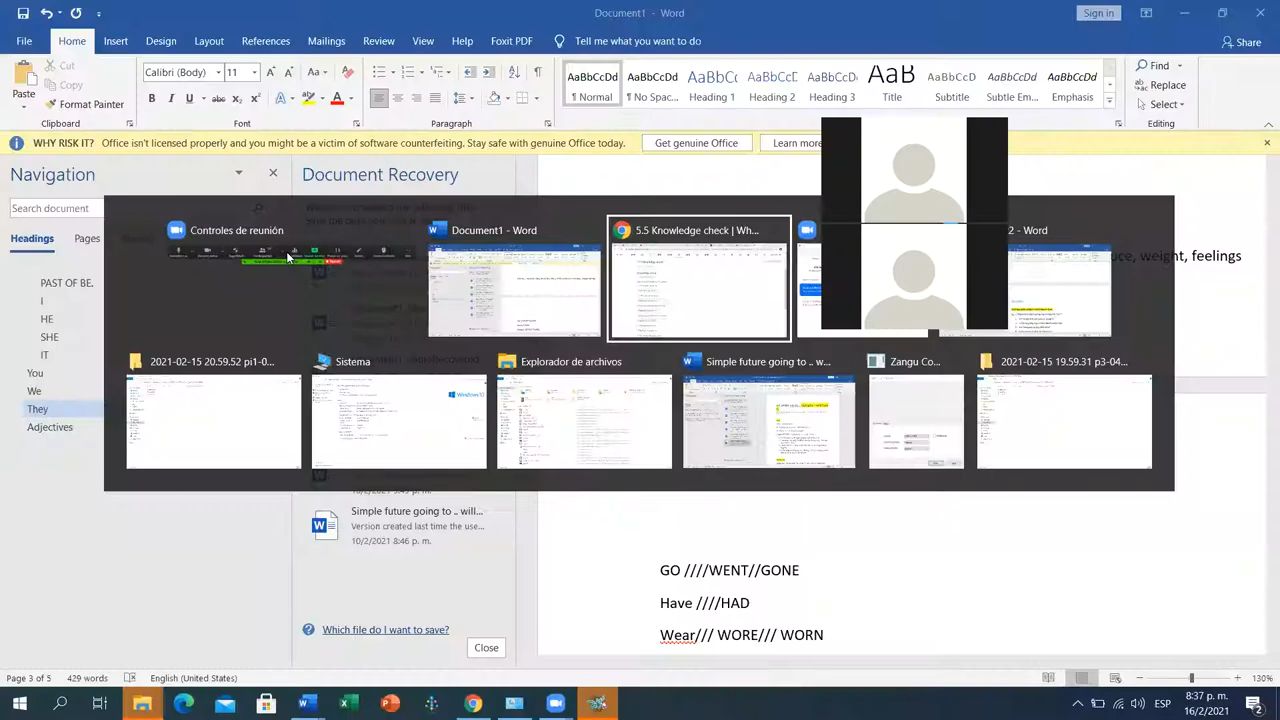 Document1 - Word
Sign in
File Home Insert Design Layout References Mailings Review View Help Foxit PDF Tell me what you want to do
Share
Paste
Cut
Copy
Format Painter
Clipboard
Calibri (Body) 11
Font
Paragraph
AaBbCcDd AaBbCcDd AaBbC( AaBbCcC AaBbCcDd AaB AaBbCcD AaBbCcDd AaBbCcDd
¶ Normal ¶ No Spac... Heading 1 Heading 2 Heading 3 Title Subtitle Subtle Em... Emphasis
Find
Replace
Select
Editing
WHY RISK IT? Office isn't licensed properly and you might be a victim of software counterfeiting. Stay safe with genuine Office today. Get genuine Office Learn more
Navigation
Search document
Headings Pages
PAST OF BE.
I
HE
SHE
IT
You
We
They
Adjectives
Document Recovery
Controles de reunión
Document1 - Word
5.5 Knowledge check | Wh...
2 - Word
weight, feelings
2021-02-15 20:59:52 p1-0...
Sistema
Explorador de archivos
Simple future going to .. w...
Zangu Co...
2021-02-15 19:59:31 p3-04...
Simple future going to .. will...
Version created last time the use...
10/2/2021 8:46 p. m.
Which file do I want to save?
Close
GO ////WENT//GONE
Have ////HAD
Wear/// WORE/// WORN
Page 3 of 5 429 words English (United States) 130%
ESP
8:37 p. m.
16/2/2021